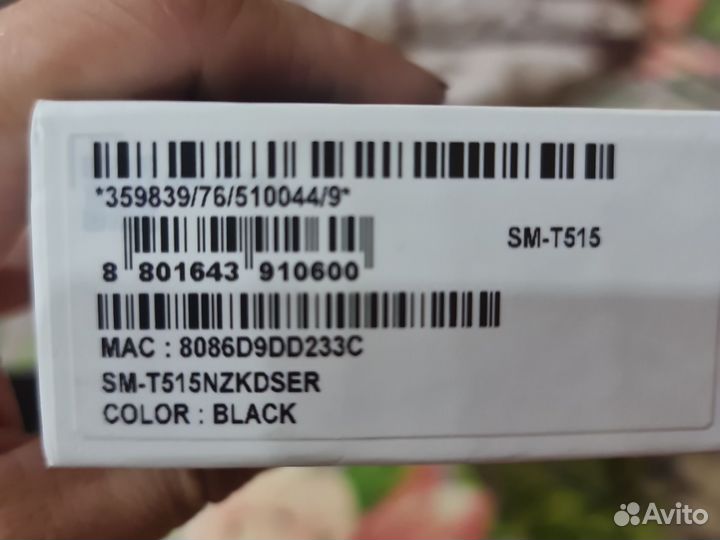 *359839/76/510044/9*
SM-T515
8 801643 910600
MAC : 8086D9DD233C
SM-T515NZKDSER
COLOR : BLACK
Avito